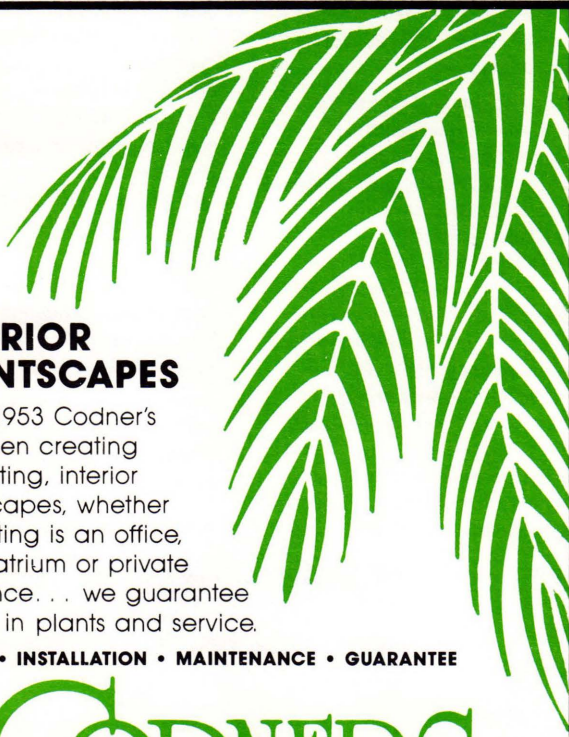 RIOR
NTSCAPES
953 Codner's
en creating
ting, interior
capes, whether
ting is an office,
atrium or private
nce. . . we guarantee
in plants and service.
• INSTALLATION • MAINTENANCE • GUARANTEE
CODNERS